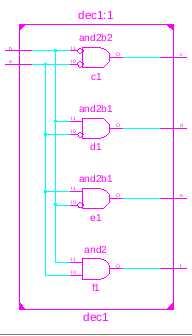 dec1:1
and2b2
b
I1
O
c
a
I0
c1
and2b1
I1
O
d
I0
d1
and2b1
I1
O
e
I0
e1
and2
I1
O
f
I0
f1
dec1